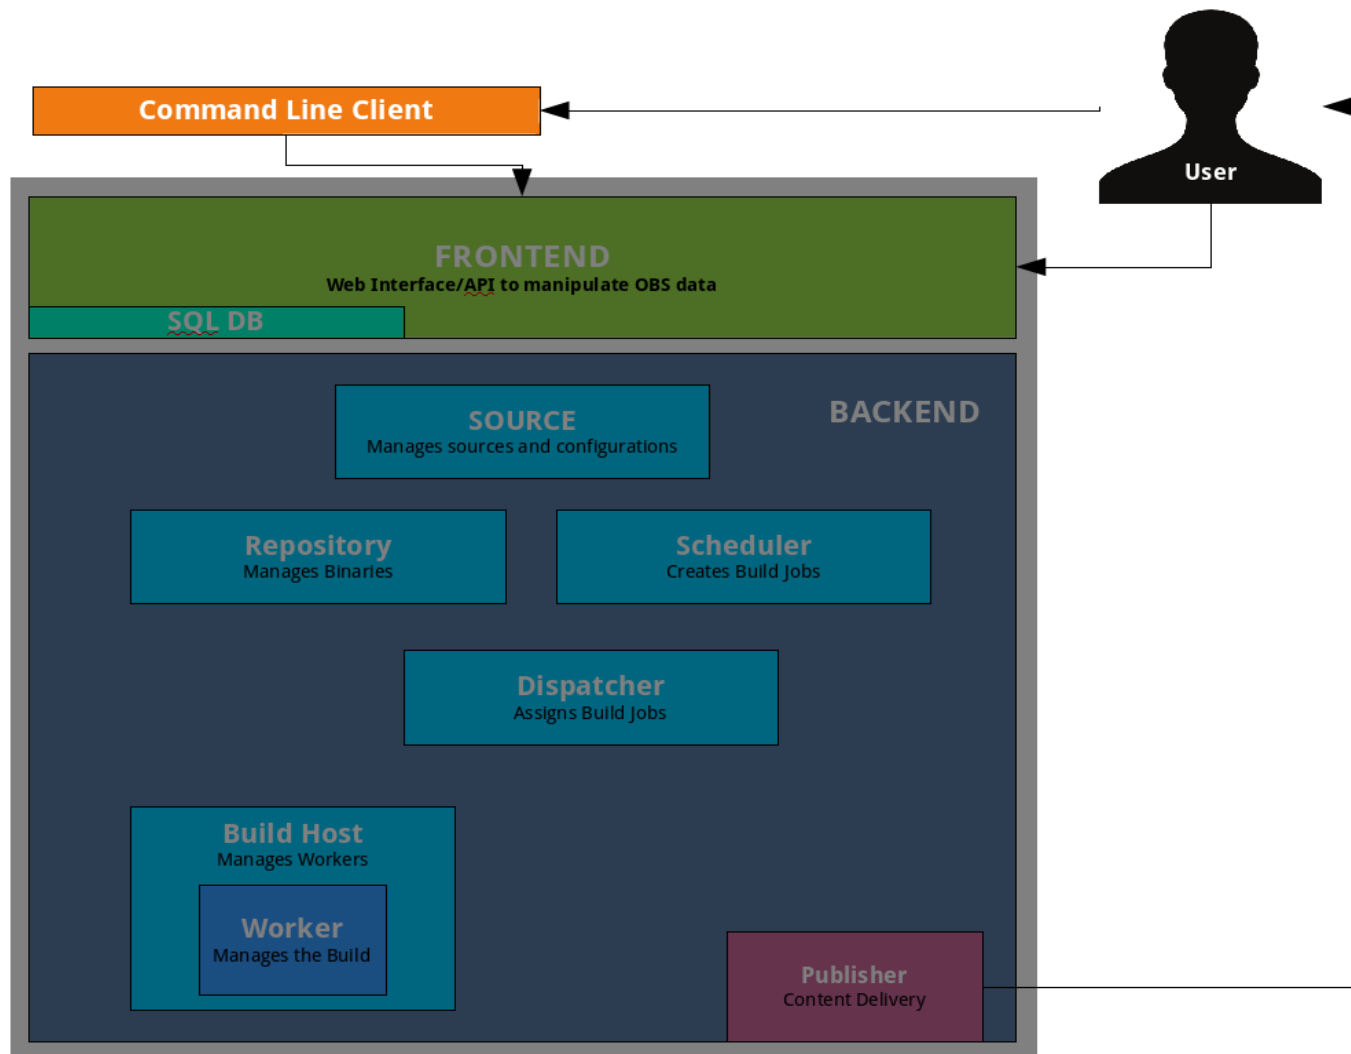 Command Line Client
User
FRONTEND
Web Interface/API to manipulate OBS data
SQL DB
BACKEND
SOURCE
Manages sources and configurations
Repository
Manages Binaries
Scheduler
Creates Build Jobs
Dispatcher
Assigns Build Jobs
Build Host
Manages Workers
Worker
Manages the Build
Publisher
Content Delivery